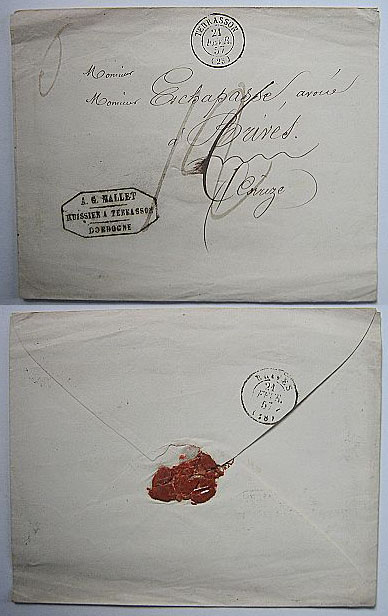 TERRASSON
21
FEVR.
57
(23)
Monsieur
Monsieur Eschapasse, avoué
à Brives.
Corrèze
A. G. MALLET
HUISSIER A TERRASSON
DORDOGNE
BRIVES
21
FEVR.
57
(18)